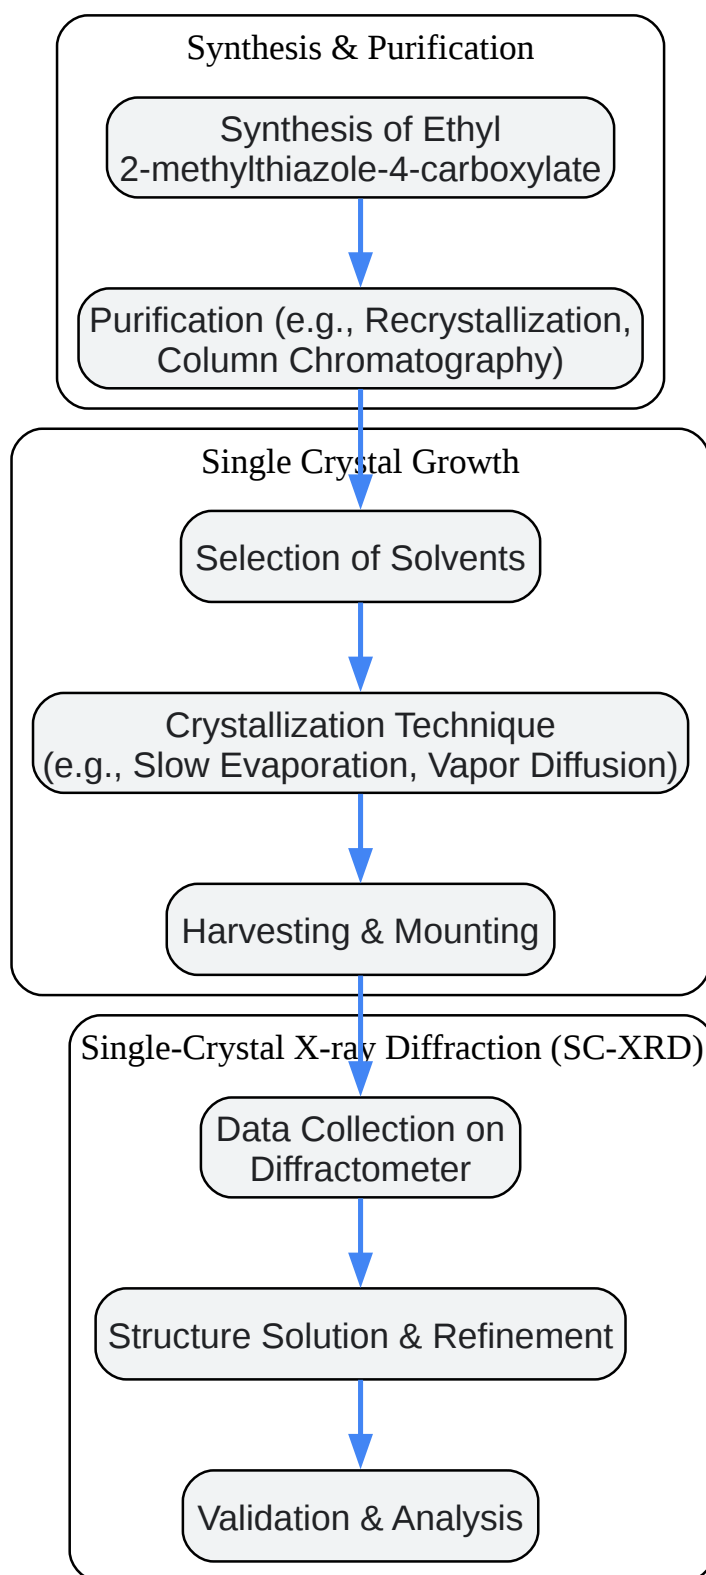 Synthesis & Purification
Synthesis of Ethyl
2-methylthiazole-4-carboxylate
Purification (e.g., Recrystallization,
Column Chromatography)
Single Crystal Growth
Selection of Solvents
Crystallization Technique
(e.g., Slow Evaporation, Vapor Diffusion)
Harvesting & Mounting
Single-Crystal X-ray Diffraction (SC-XRD)
Data Collection on
Diffractometer
Structure Solution & Refinement
Validation & Analysis